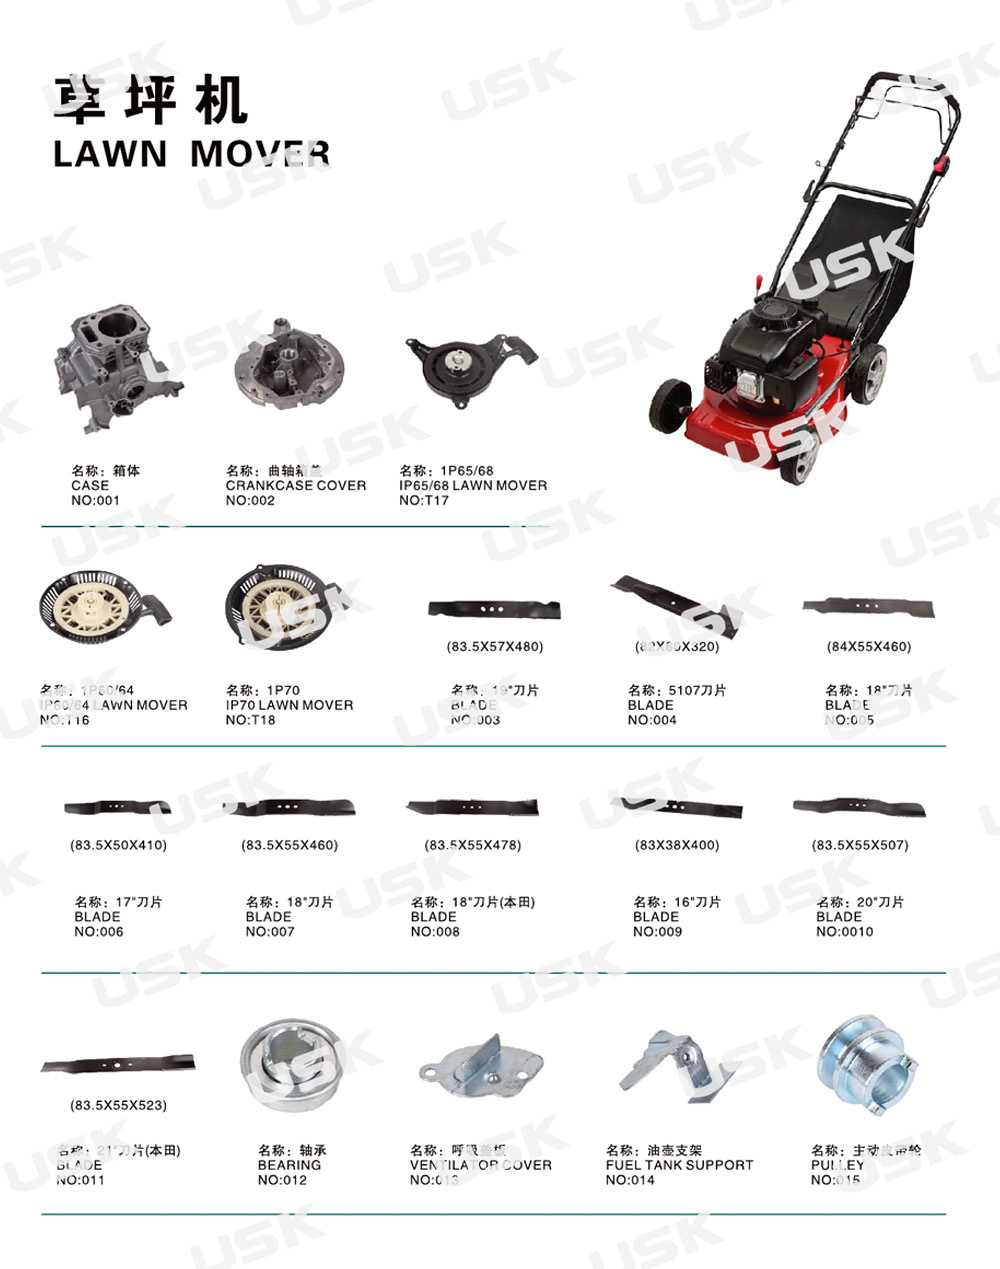 草坪机
LAWN MOVER
名称：箱体
CASE
NO:001
名称：曲轴箱盖
CRANKCASE COVER
NO:002
名称：1P65/68
IP65/68 LAWN MOVER
NO:T17
名称：1P60/64
IP60/64 LAWN MOVER
NO:T16
名称：1P70
IP70 LAWN MOVER
NO:T18
(83.5X57X480)
名称：19"刀片
BLADE
NO:003
(82X60X320)
名称：5107刀片
BLADE
NO:004
(84X55X460)
名称：18"刀片
BLADE
NO:005
(83.5X50X410)
名称：17"刀片
BLADE
NO:006
(83.5X55X460)
名称：18"刀片
BLADE
NO:007
(83.5X55X478)
名称：18"刀片(本田)
BLADE
NO:008
(83X38X400)
名称：16"刀片
BLADE
NO:009
(83.5X55X507)
名称：20"刀片
BLADE
NO:0010
(83.5X55X523)
名称：21"刀片(本田)
BLADE
NO:011
名称：轴承
BEARING
NO:012
名称：呼吸盖板
VENTILATOR COVER
NO:013
名称：油壶支架
FUEL TANK SUPPORT
NO:014
名称：主动皮带轮
PULLEY
NO:015
USK